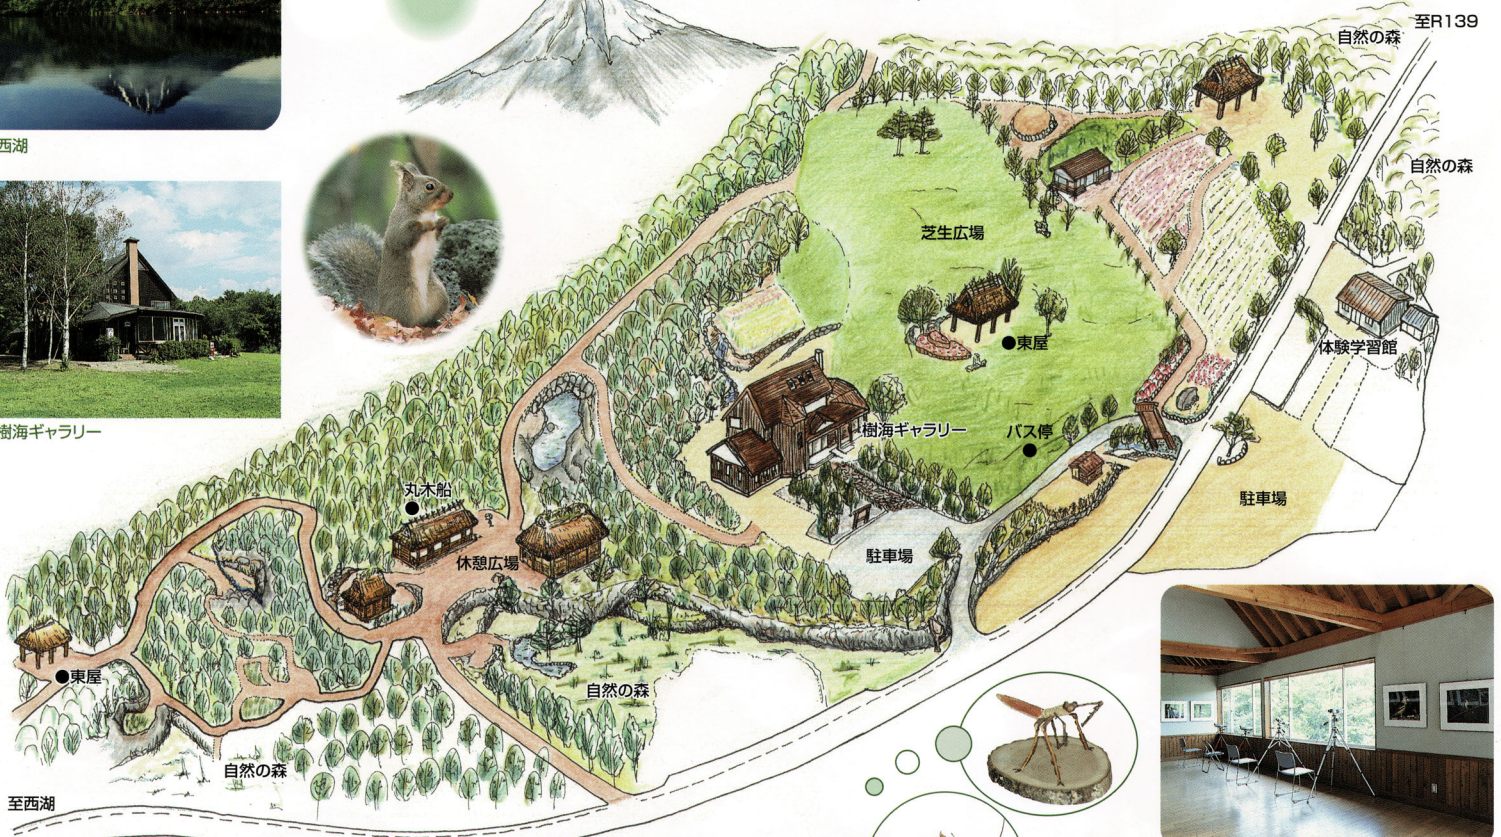 至R139
自然の森
自然の森
西湖
芝生広場
体験学習館
●東屋
樹海ギャラリー
樹海ギャラリー
バス停
●
丸木船
●
駐車場
休憩広場
駐車場
●東屋
自然の森
自然の森
至西湖